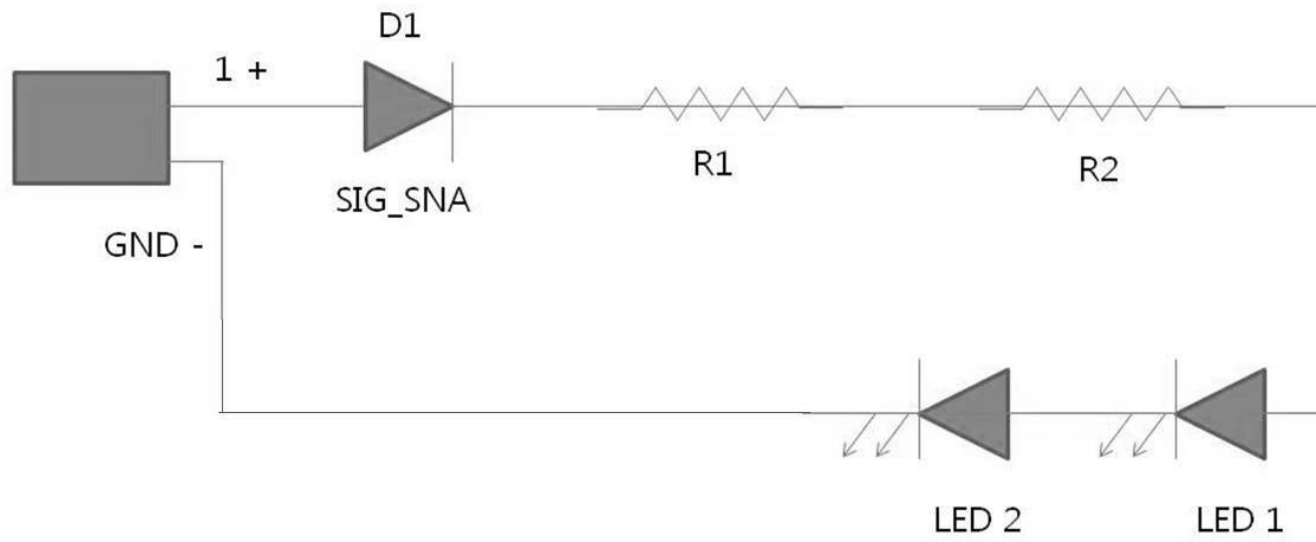 D1
1 +
R1
R2
SIG_SNA
GND -
LED 2
LED 1